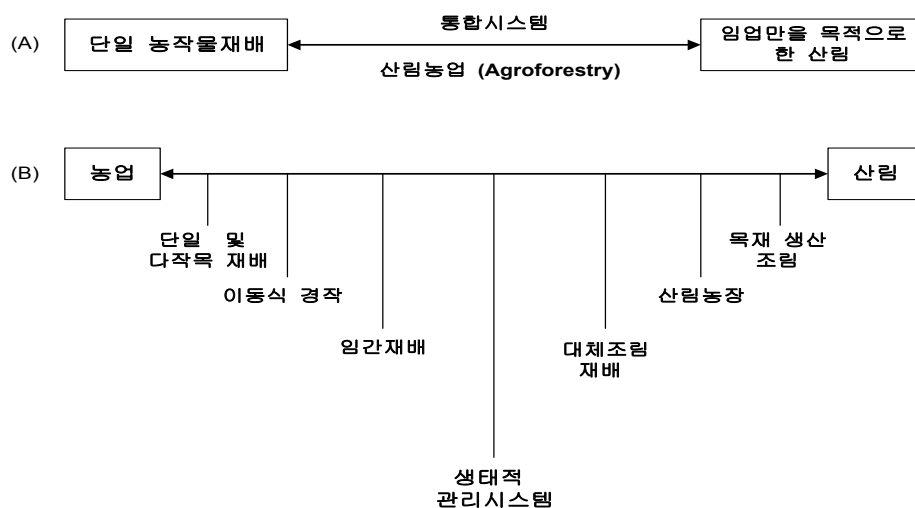 (A)
단일 농작물재배
통합시스템
산림농업 (Agroforestry)
임업만을 목적으로
한 산림
(B)
농업
산림
단일 및
다작목 재배
이동식 경작
임간재배
생태적
관리시스템
대체조림
재배
산림농장
목재 생산
조림